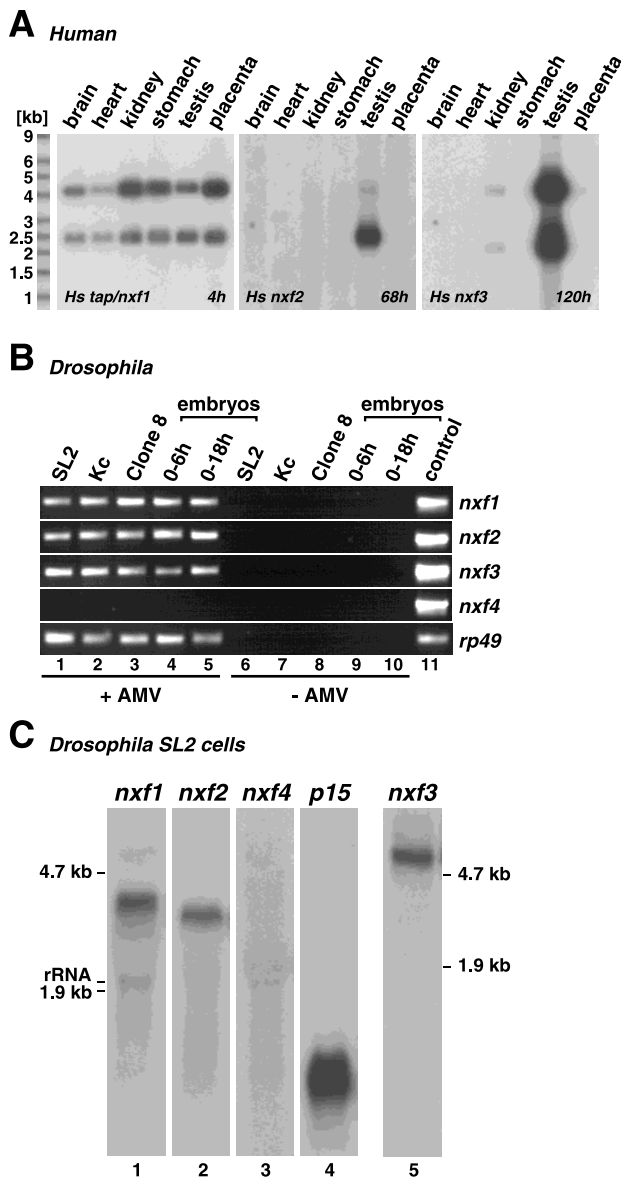 A Human
brain heart kidney stomach testis placenta brain heart kidney stomach testis placenta brain heart kidney stomach testis placenta
[kb]
9
6
5
4
3
2.5
2
1.5
1
Hs tap/nxf1 4h Hs nxf2 68h Hs nxf3 120h
B Drosophila
embryos embryos
SL2 Kc Clone 8 0-6h 0-18h SL2 Kc Clone 8 0-6h 0-18h control
nxf1
nxf2
nxf3
nxf4
rp49
1 2 3 4 5 6 7 8 9 10 11
+ AMV - AMV
C Drosophila SL2 cells
nxf1 nxf2 nxf4 p15 nxf3
4.7 kb 4.7 kb
1.9 kb
rRNA
1.9 kb
1 2 3 4 5